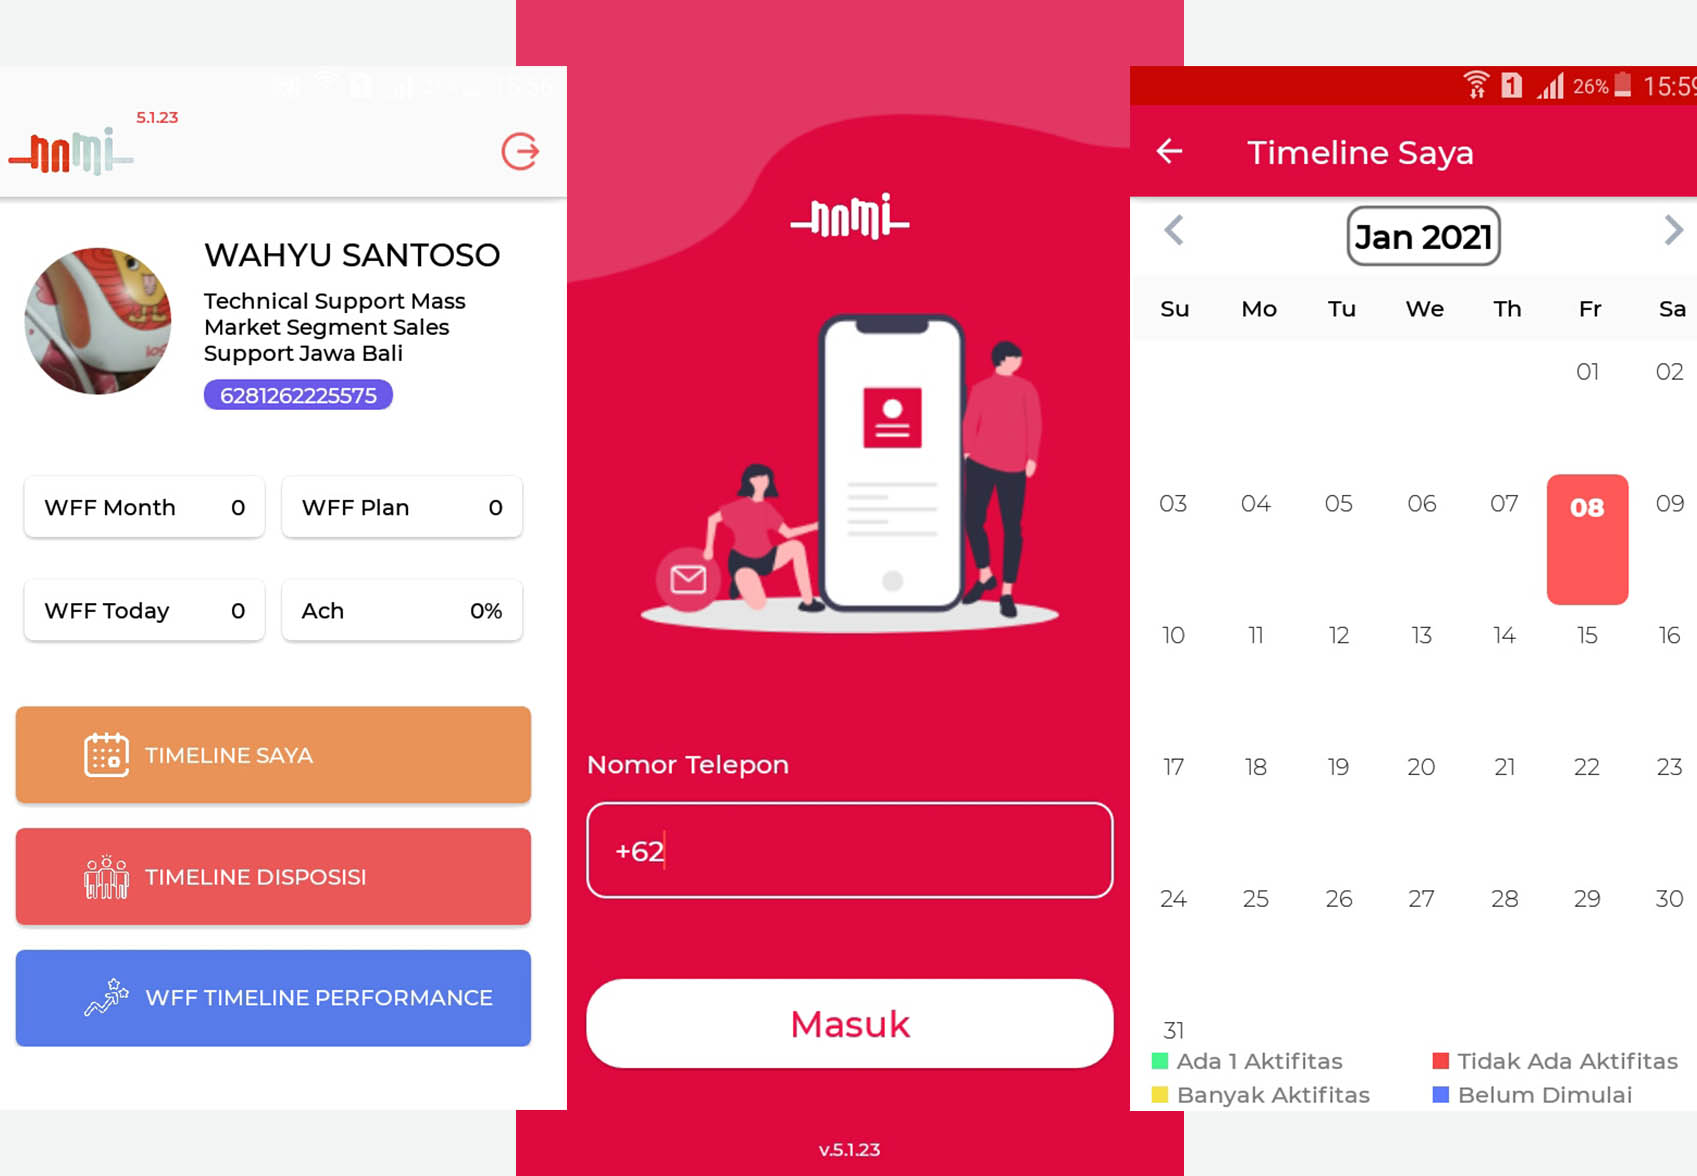 5.1.23
nami
WAHYU SANTOSO
Technical Support Mass
Market Segment Sales
Support Jawa Bali
6281262225575
WFF Month 0
WFF Plan 0
WFF Today 0
Ach 0%
TIMELINE SAYA
TIMELINE DISPOSISI
WFF TIMELINE PERFORMANCE
nami
Nomor Telepon
+62
Masuk
v.5.1.23
1 26% 15:59
Timeline Saya
Jan 2021
Su Mo Tu We Th Fr Sa
01 02
03 04 05 06 07 08 09
10 11 12 13 14 15 16
17 18 19 20 21 22 23
24 25 26 27 28 29 30
31
Ada 1 Aktifitas
Tidak Ada Aktifitas
Banyak Aktifitas
Belum Dimulai